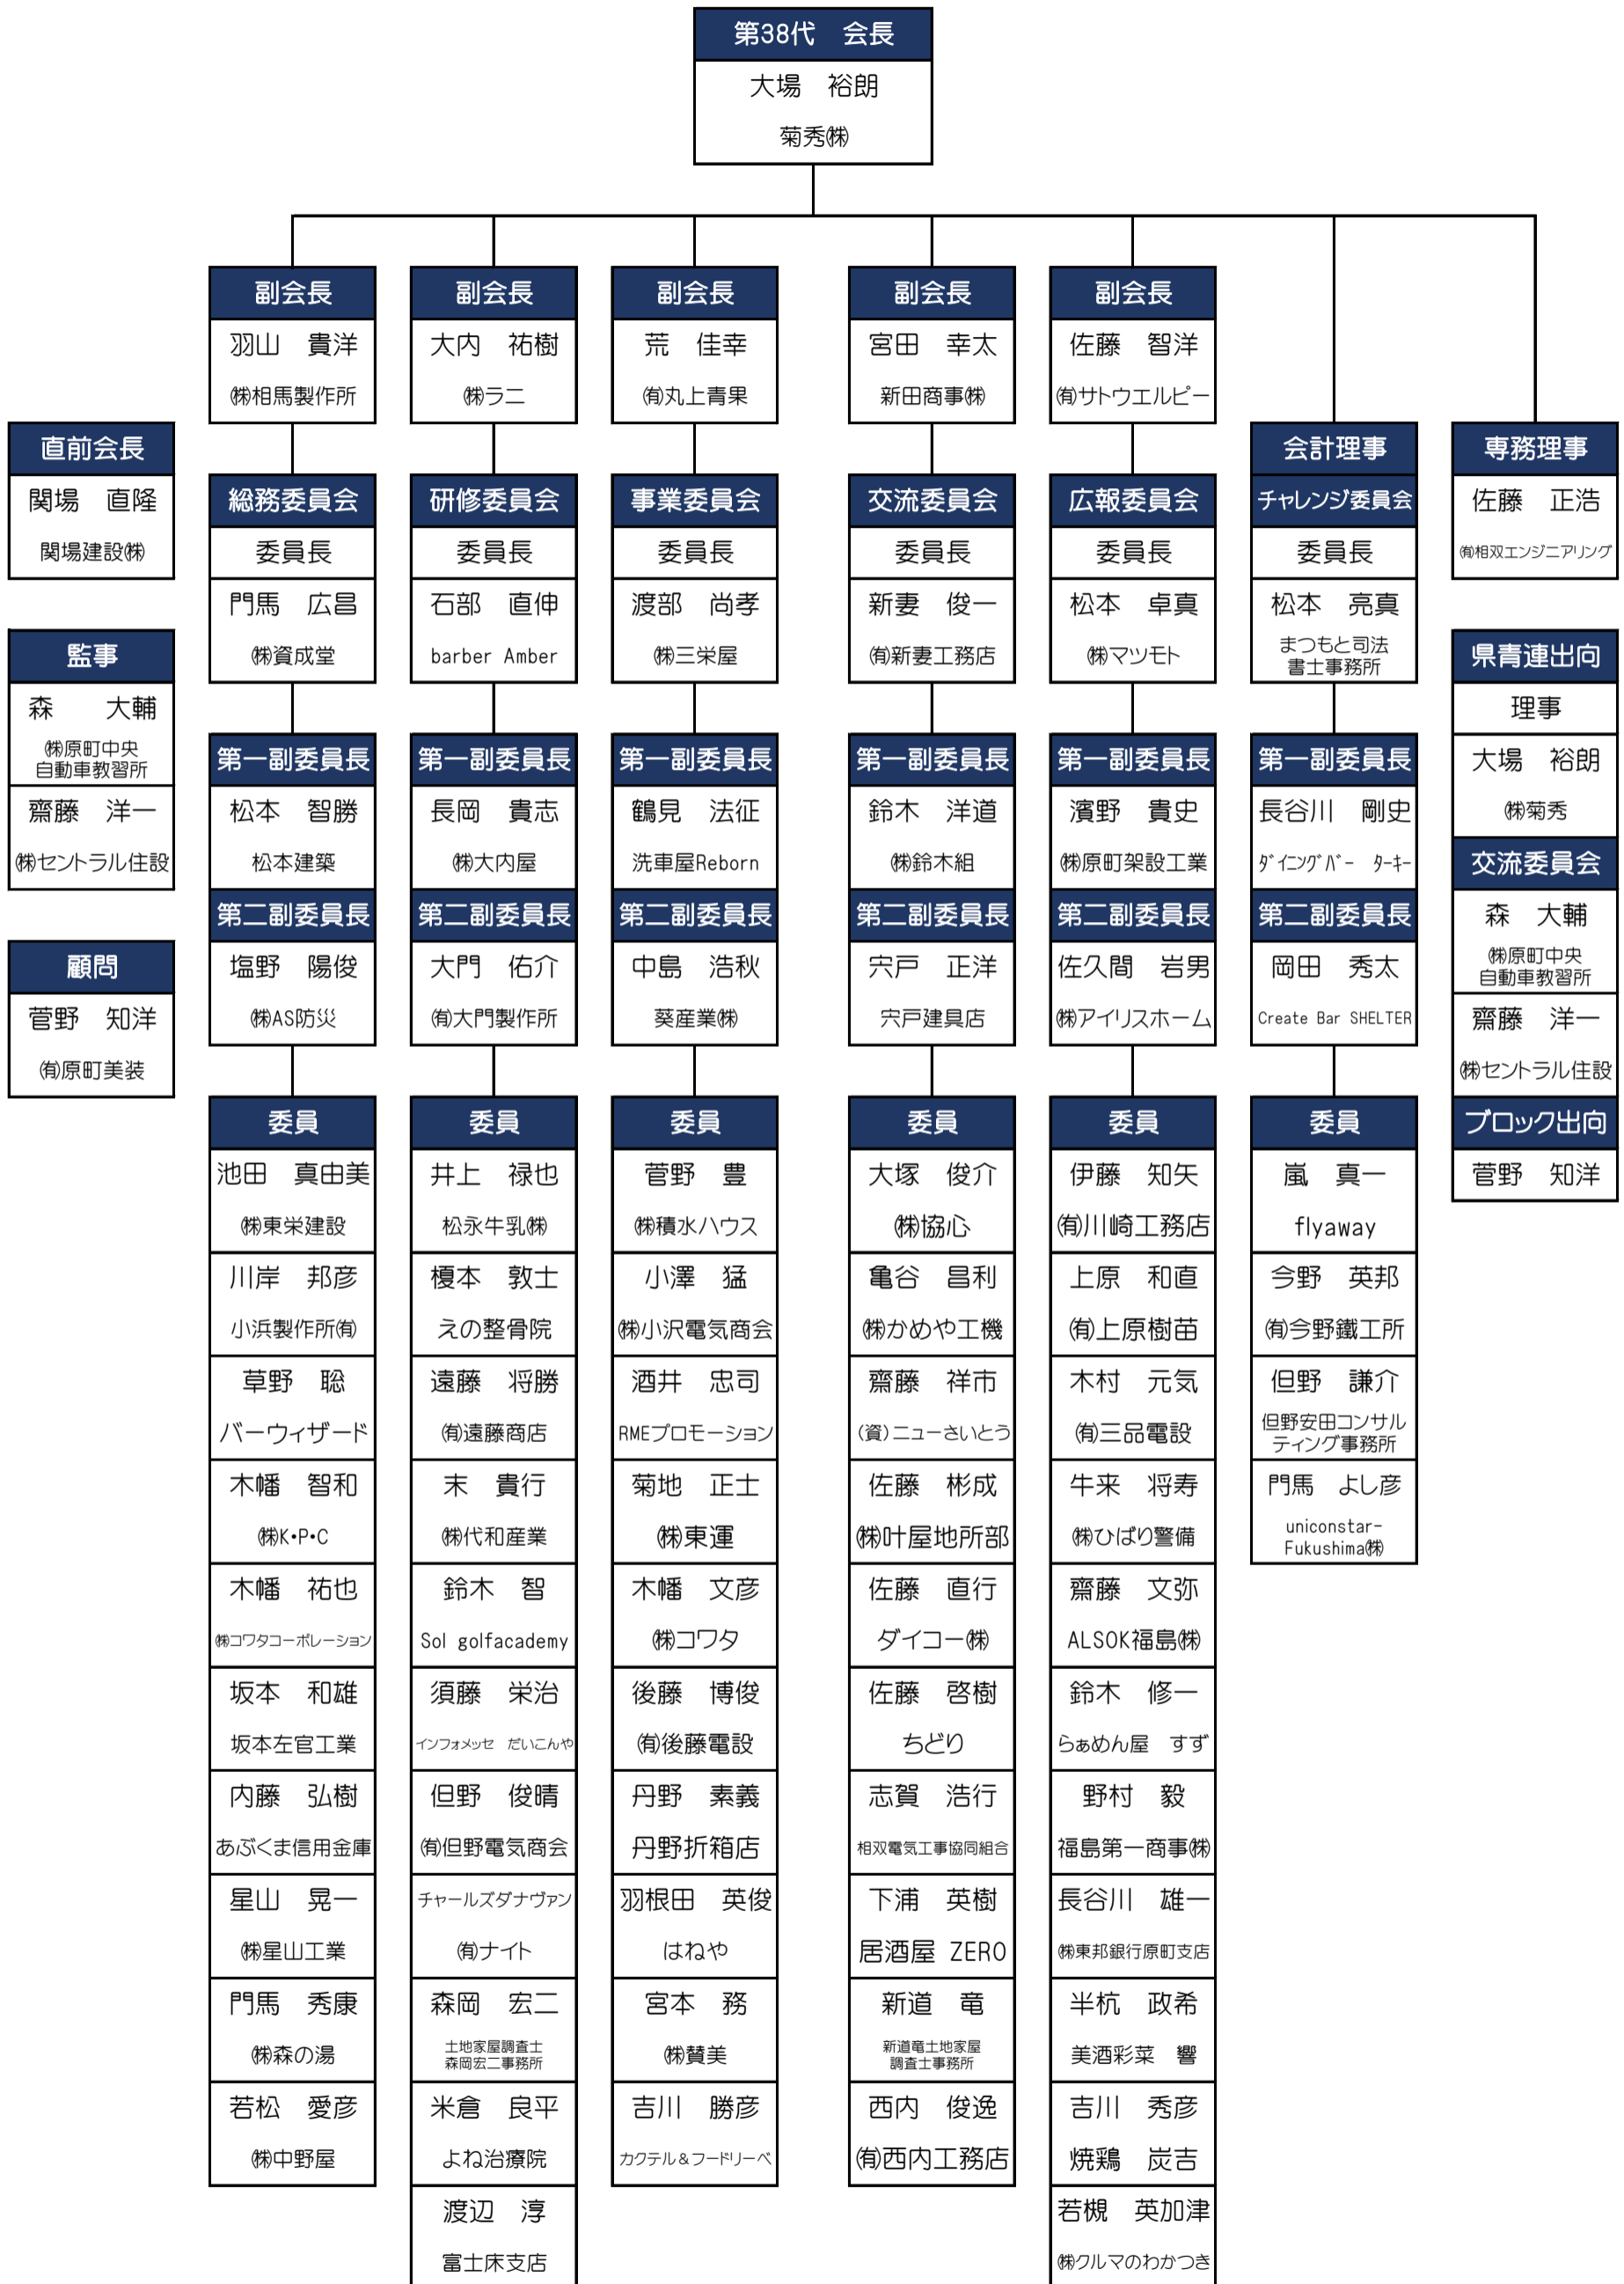 第38代　会長
大場　裕朗
菊秀㈱
副会長
羽山　貴洋
㈱相馬製作所
副会長
大内　祐樹
㈱ラニ
副会長
荒　佳幸
㈲丸上青果
副会長
宮田　幸太
新田商事㈱
副会長
佐藤　智洋
㈲サトウエルピー
直前会長
関場　直隆
関場建設㈱
監事
森　　大輔
㈱原町中央
自動車教習所
齋藤　洋一
㈱セントラル住設
顧問
菅野　知洋
㈲原町美装
総務委員会
委員長
門馬　広昌
㈱資成堂
第一副委員長
松本　智勝
松本建築
第二副委員長
塩野　陽俊
㈱AS防災
委員
池田　真由美
㈱東栄建設
川岸　邦彦
小浜製作所㈲
草野　聡
バーウィザード
木幡　智和
㈱K・P・C
木幡　祐也
㈱コワタコーポレーション
坂本　和雄
坂本左官工業
内藤　弘樹
あぶくま信用金庫
星山　晃一
㈱星山工業
門馬　秀康
㈱森の湯
若松　愛彦
㈱中野屋
研修委員会
委員長
石部　直伸
barber Amber
第一副委員長
長岡　貴志
㈱大内屋
第二副委員長
大門　佑介
㈲大門製作所
委員
井上　禄也
松永牛乳㈱
榎本　敦士
えの整骨院
遠藤　将勝
㈲遠藤商店
末　貴行
㈱代和産業
鈴木　智
Sol golfacademy
須藤　栄治
インフォメッセ　だいこんや
但野　俊晴
㈲但野電気商会
チャールズダナヴァン
㈲ナイト
森岡　宏二
土地家屋調査士
森岡宏二事務所
米倉　良平
よね治療院
渡辺　淳
富士床支店
事業委員会
委員長
渡部　尚孝
㈱三栄屋
第一副委員長
鶴見　法征
洗車屋Reborn
第二副委員長
中島　浩秋
葵産業㈱
委員
菅野　豊
㈱積水ハウス
小澤　猛
㈱小沢電気商会
酒井　忠司
RMEプロモーション
菊地　正士
㈱東運
木幡　文彦
㈱コワタ
後藤　博俊
㈲後藤電設
丹野　素義
丹野折箱店
羽根田　英俊
はねや
宮本　務
㈱賛美
吉川　勝彦
カクテル＆フードリーベ
交流委員会
委員長
新妻　俊一
㈲新妻工務店
第一副委員長
鈴木　洋道
㈱鈴木組
第二副委員長
宍戸　正洋
宍戸建具店
委員
大塚　俊介
㈱協心
亀谷　昌利
㈱かめや工機
齋藤　祥市
（資）ニューさいとう
佐藤　彬成
㈱叶屋地所部
佐藤　直行
ダイコー㈱
佐藤　啓樹
ちどり
志賀　浩行
相双電気工事協同組合
下浦　英樹
居酒屋 ZERO
新道　竜
新道竜土地家屋
調査士事務所
西内　俊逸
㈲西内工務店
広報委員会
委員長
松本　卓真
㈱マツモト
第一副委員長
濱野　貴史
㈱原町架設工業
第二副委員長
佐久間　岩男
㈱アイリスホーム
委員
伊藤　知矢
㈲川崎工務店
上原　和直
㈲上原樹苗
木村　元気
㈲三品電設
牛来　将寿
㈱ひばり警備
齋藤　文弥
ALSOK福島㈱
鈴木　修一
らぁめん屋　すず
野村　毅
福島第一商事㈱
長谷川　雄一
㈱東邦銀行原町支店
半杭　政希
美酒彩菜　響
吉川　秀彦
焼鶏　炭吉
若槻　英加津
㈱クルマのわかつき
会計理事
チャレンジ委員会
委員長
松本　亮真
まつもと司法
書士事務所
第一副委員長
長谷川　剛史
ﾀﾞｲﾆﾝｸﾞﾊﾞｰ　ﾀｰｷｰ
第二副委員長
岡田　秀太
Create Bar SHELTER
委員
嵐　真一
flyaway
今野　英邦
㈲今野鐵工所
但野　謙介
但野安田コンサル
ティング事務所
門馬　よし彦
uniconstar-
Fukushima㈱
専務理事
佐藤　正浩
㈲相双エンジニアリング
県青連出向
理事
大場　裕朗
㈱菊秀
交流委員会
森　大輔
㈱原町中央
自動車教習所
齋藤　洋一
㈱セントラル住設
ブロック出向
菅野　知洋